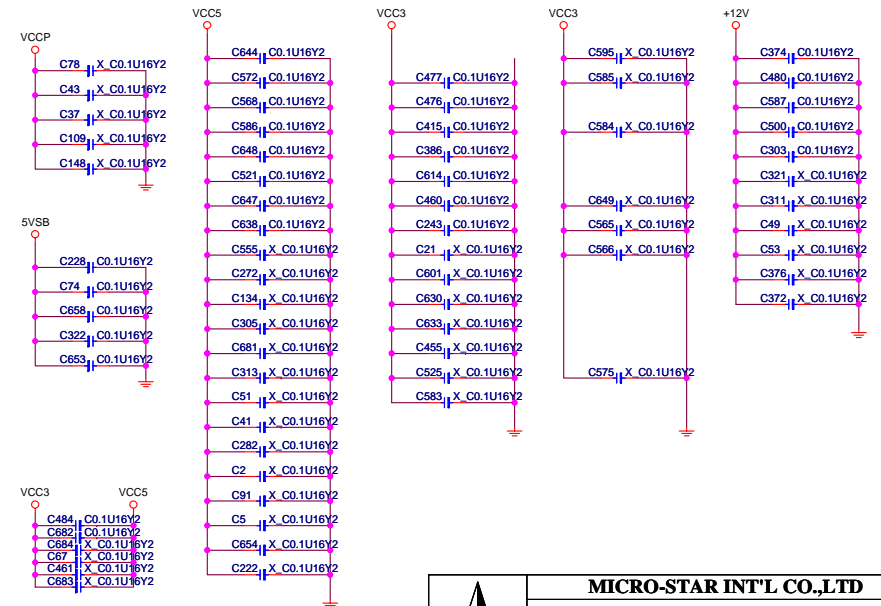 VCCP
C78 X_C0.1U16Y2
C43 X_C0.1U16Y2
C37 X_C0.1U16Y2
C109 X_C0.1U16Y2
C148 X_C0.1U16Y2
5VSB
C228 C0.1U16Y2
C74 C0.1U16Y2
C658 C0.1U16Y2
C322 C0.1U16Y2
C653 C0.1U16Y2
VCC3 VCC5
C484 C0.1U16Y2
C682 C0.1U16Y2
C684 X_C0.1U16Y2
C67 X_C0.1U16Y2
C461 X_C0.1U16Y2
C683 X_C0.1U16Y2
VCC5
C644 C0.1U16Y2
C572 C0.1U16Y2
C568 C0.1U16Y2
C586 C0.1U16Y2
C648 C0.1U16Y2
C521 C0.1U16Y2
C647 C0.1U16Y2
C638 C0.1U16Y2
C555 X_C0.1U16Y2
C272 X_C0.1U16Y2
C134 X_C0.1U16Y2
C305 X_C0.1U16Y2
C681 X_C0.1U16Y2
C313 X_C0.1U16Y2
C51 X_C0.1U16Y2
C41 X_C0.1U16Y2
C282 X_C0.1U16Y2
C2 X_C0.1U16Y2
C91 X_C0.1U16Y2
C5 X_C0.1U16Y2
C654 X_C0.1U16Y2
C222 X_C0.1U16Y2
VCC3
C477 C0.1U16Y2
C476 C0.1U16Y2
C415 C0.1U16Y2
C386 C0.1U16Y2
C614 C0.1U16Y2
C460 C0.1U16Y2
C243 C0.1U16Y2
C21 X_C0.1U16Y2
C601 X_C0.1U16Y2
C630 X_C0.1U16Y2
C633 X_C0.1U16Y2
C455 X_C0.1U16Y2
C525 X_C0.1U16Y2
C583 X_C0.1U16Y2
VCC3
C595 X_C0.1U16Y2
C585 X_C0.1U16Y2
C584 X_C0.1U16Y2
C649 X_C0.1U16Y2
C565 X_C0.1U16Y2
C566 X_C0.1U16Y2
C575 X_C0.1U16Y2
+12V
C374 C0.1U16Y2
C480 C0.1U16Y2
C587 C0.1U16Y2
C500 C0.1U16Y2
C303 C0.1U16Y2
C321 X_C0.1U16Y2
C311 X_C0.1U16Y2
C49 X_C0.1U16Y2
C53 X_C0.1U16Y2
C376 X_C0.1U16Y2
C372 X_C0.1U16Y2
MICRO-STAR INT'L CO.,LTD